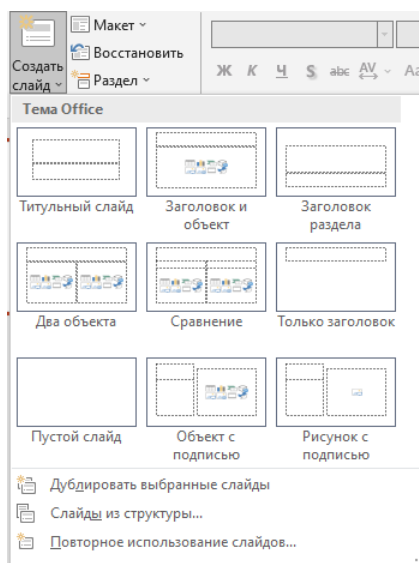 Создать
слайд
Макет
Восстановить
Раздел
Ж К Ч S abc AV
Тема Office
Титульный слайд
Заголовок и
объект
Заголовок
раздела
Два объекта
Сравнение
Только заголовок
Пустой слайд
Объект с
подписью
Рисунок с
подписью
Дублировать выбранные слайды
Слайды из структуры...
Повторное использование слайдов...